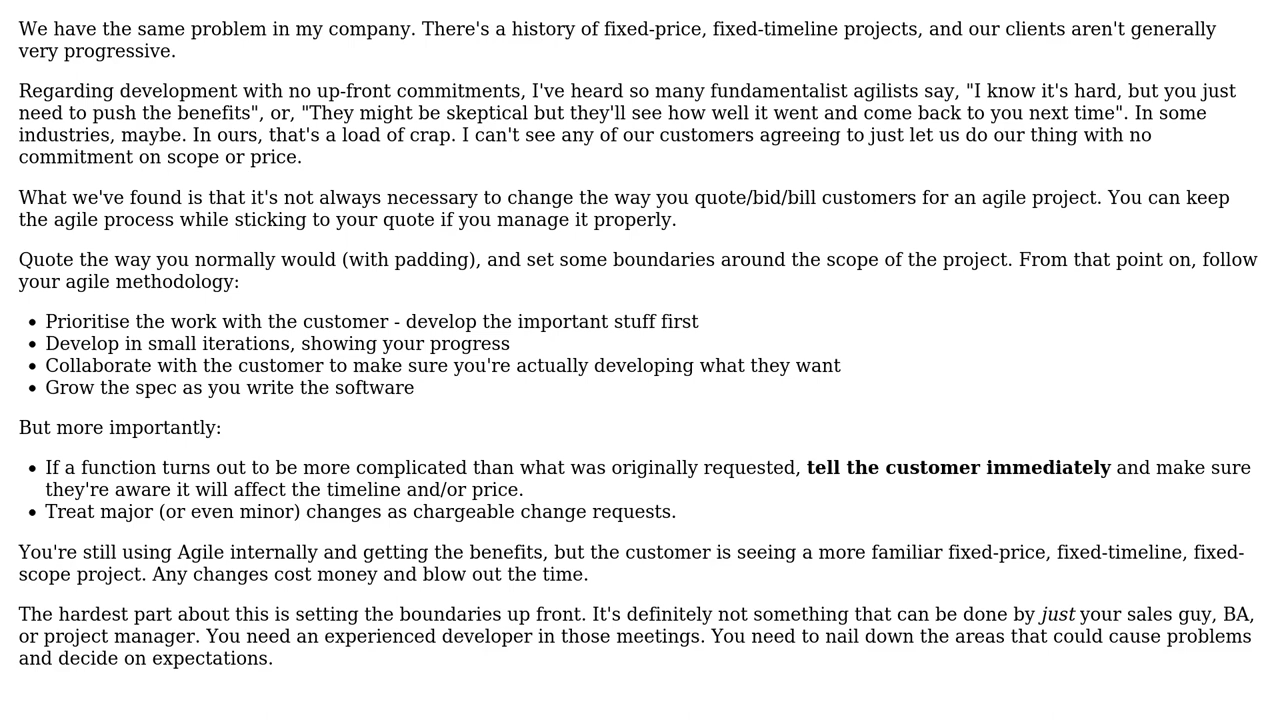 We have the same problem in my company. There's a history of fixed-price, fixed-timeline projects, and our clients aren't generally
very progressive.
Regarding development with no up-front commitments, I've heard so many fundamentalist agilists say, "I know it's hard, but you just
need to push the benefits", or, "They might be skeptical but they'll see how well it went and come back to you next time". In some
industries, maybe. In ours, that's a load of crap. I can't see any of our customers agreeing to just let us do our thing with no
commitment on scope or price.
What we've found is that it's not always necessary to change the way you quote/bid/bill customers for an agile project. You can keep
the agile process while sticking to your quote if you manage it properly.
Quote the way you normally would (with padding), and set some boundaries around the scope of the project. From that point on, follow
your agile methodology:
• Prioritise the work with the customer - develop the important stuff first
• Develop in small iterations, showing your progress
• Collaborate with the customer to make sure you're actually developing what they want
• Grow the spec as you write the software
But more importantly:
• If a function turns out to be more complicated than what was originally requested, tell the customer immediately and make sure
they're aware it will affect the timeline and/or price.
• Treat major (or even minor) changes as chargeable change requests.
You're still using Agile internally and getting the benefits, but the customer is seeing a more familiar fixed-price, fixed-timeline, fixed-
scope project. Any changes cost money and blow out the time.
The hardest part about this is setting the boundaries up front. It's definitely not something that can be done by just your sales guy, BA,
or project manager. You need an experienced developer in those meetings. You need to nail down the areas that could cause problems
and decide on expectations.